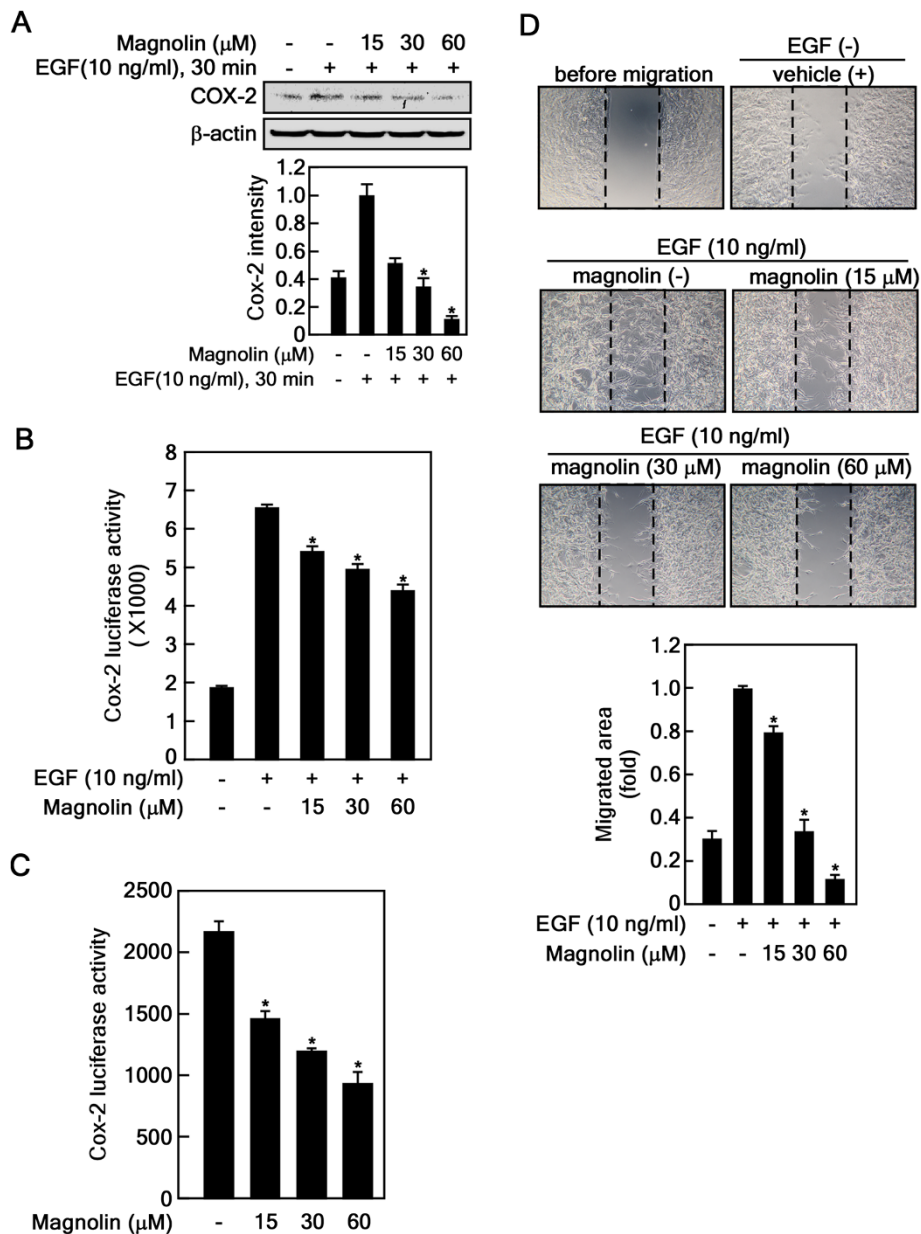 A
Magnolin (µM) - - 15 30 60
EGF(10 ng/ml), 30 min - + + + +
COX-2
β-actin
1.2
1.0
0.8
0.6
0.4
0.2
0
Cox-2 intensity
* *
Magnolin (µM) - - 15 30 60
EGF(10 ng/ml), 30 min - + + + +
B
8
7
6
5
4
3
2
1
0
Cox-2 luciferase activity
( X1000)
* * *
EGF (10 ng/ml) - + + + +
Magnolin (µM) - - 15 30 60
C
2500
2000
1500
1000
500
0
Cox-2 luciferase activity
* * *
Magnolin (µM) - 15 30 60
D
EGF (-)
before migration vehicle (+)
EGF (10 ng/ml)
magnolin (-) magnolin (15 µM)
EGF (10 ng/ml)
magnolin (30 µM) magnolin (60 µM)
1.0
0.8
0.6
0.4
0.2
0
Migrated area
(fold)
* * *
EGF (10 ng/ml) - + + + +
Magnolin (µM) - - 15 30 60